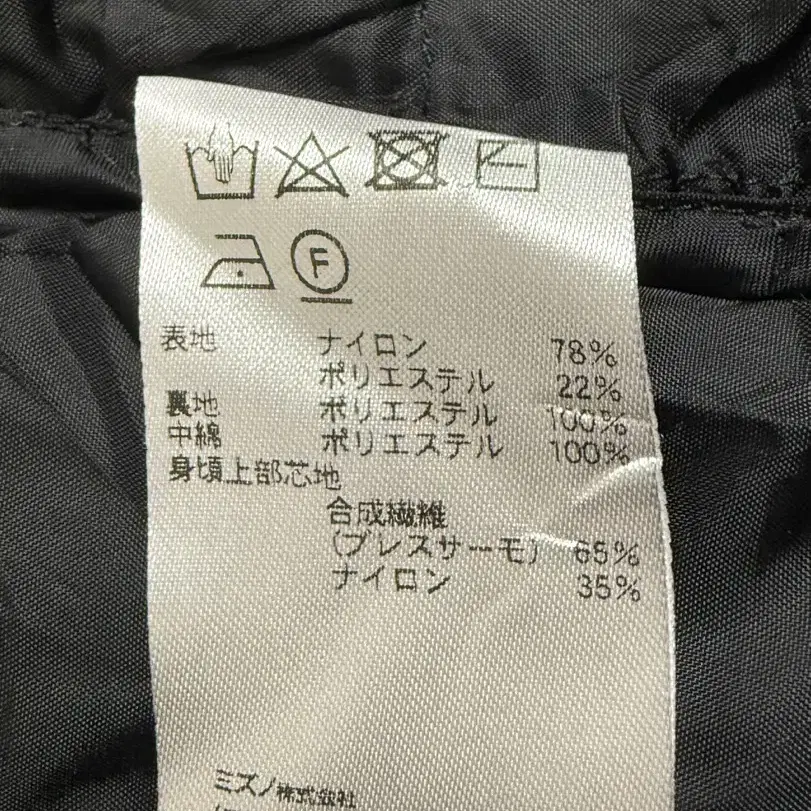 F
表地 ナイロン 78%
ポリエステル 22%
裏地 ポリエステル 100%
中綿 ポリエステル 100%
身頃上部芯地
合成繊維
(ブレスサーモ) 65%
ナイロン 35%
ミズノ株式会社